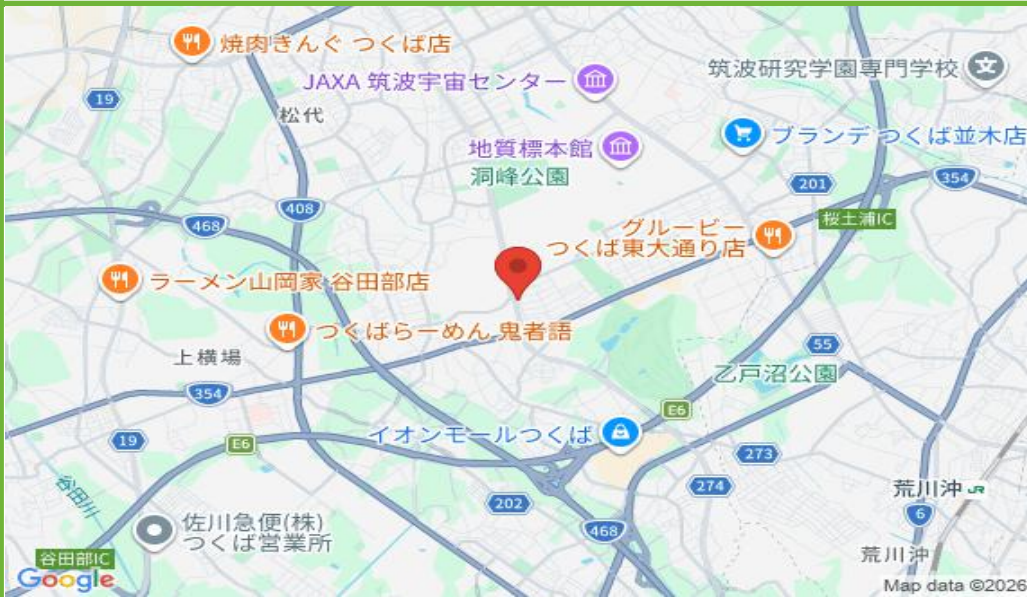 焼肉きんぐ つくば店
JAXA 筑波宇宙センター
筑波研究学園専門学校
文
19
松代
地質標本館
洞峰公園
ブランデ つくば並木店
201
354
408
468
グルービー
つくば東大通り店
桜土浦IC
ラーメン山岡家 谷田部店
つくばらーめん 鬼者語
上横場
55
乙戸沼公園
354
E6
19
E6
イオンモールつくば
273
274
荒川沖 JR
谷田川
202
6
佐川急便(株)
つくば営業所
468
荒川沖
谷田部IC
Google
Map data ©2026